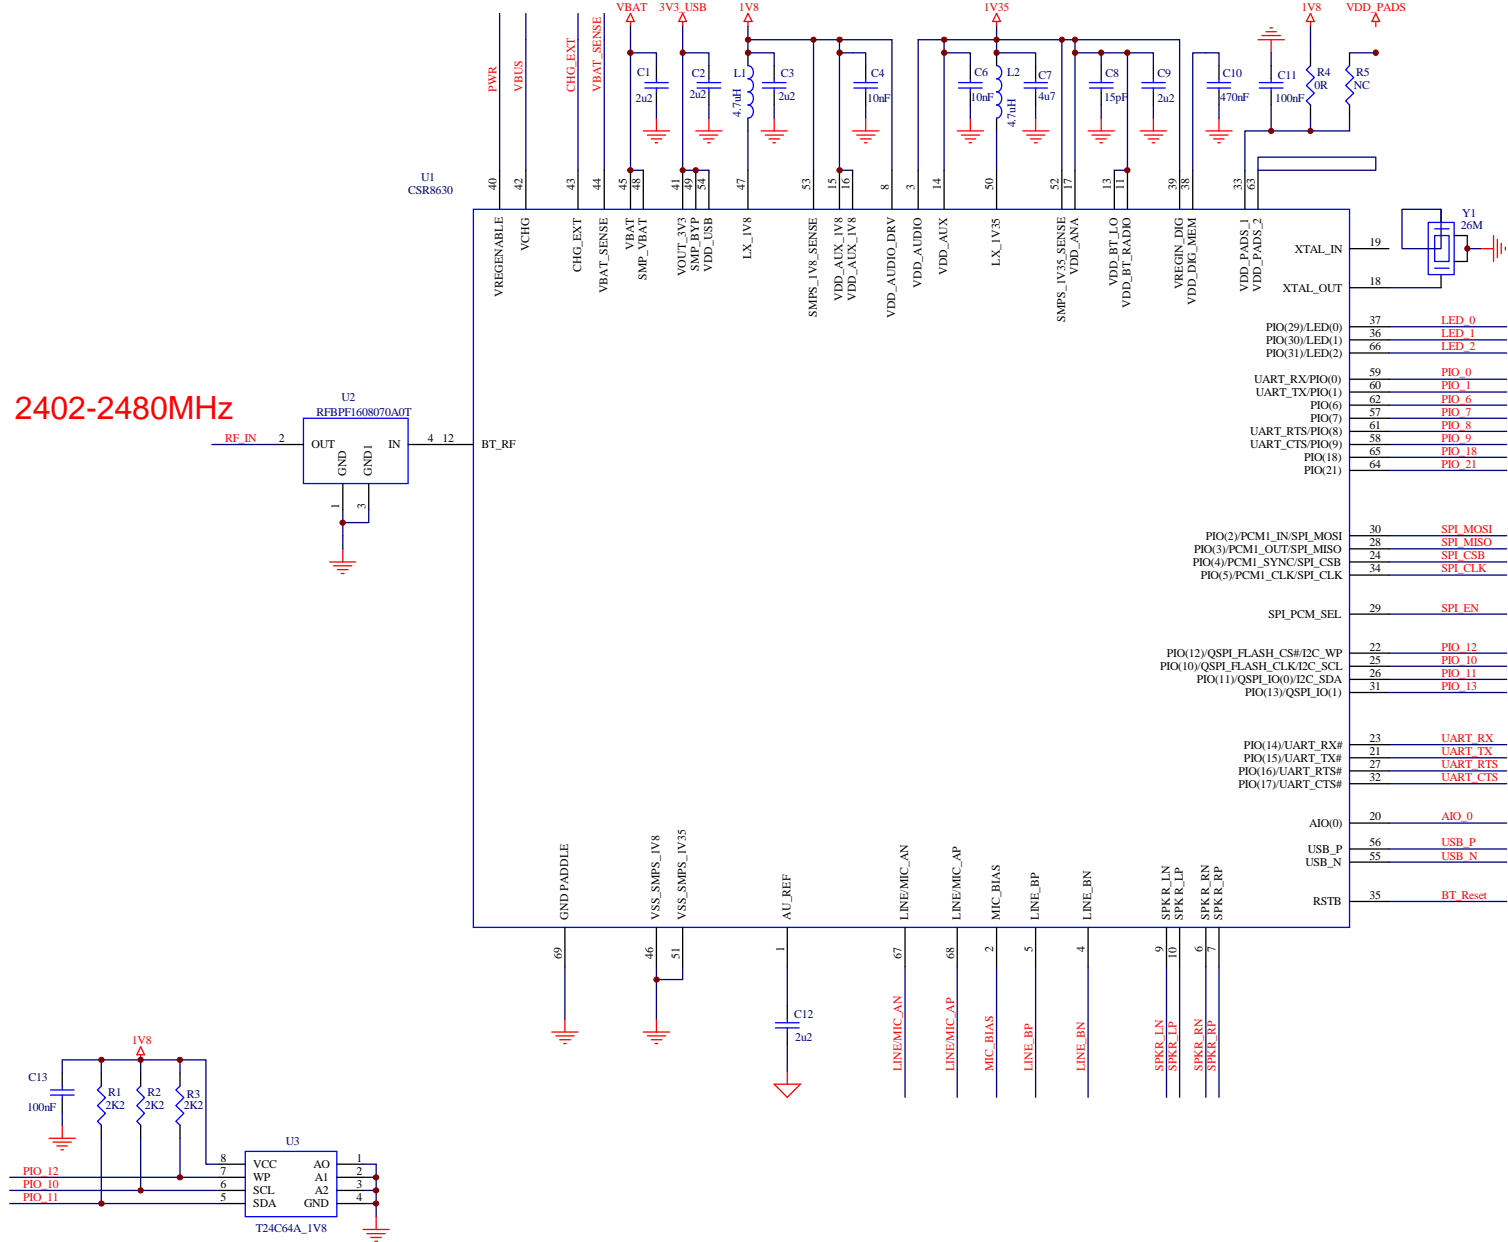 VBAT 3V3_USB 1V8 1V35 1V8 VDD_PADS
PWR
VBUS
CHG_EXT
VBAT_SENSE
C1
2u2
C2
2u2
L1
4.7uH
C3
2u2
C4
10nF
C6
10nF
L2
4.7uH
C7
4u7
C8
15pF
C9
2u2
C10
470nF
C11
100nF
R4
0R
R5
NC
U1
CSR8630
40 VREGENABLE
42 VCHG
43 CHG_EXT
44 VBAT_SENSE
45 VBAT
48 SMP_VBAT
41 VOUT_3V3
49 SMP_BYP
54 VDD_USB
47 LX_1V8
53 SMPS_1V8_SENSE
15 VDD_AUX_1V8
16 VDD_AUX_1V8
8 VDD_AUDIO_DRV
3 VDD_AUDIO
14 VDD_AUX
50 LX_1V35
52 SMPS_1V35_SENSE
17 VDD_ANA
13 VDD_BT_LO
11 VDD_BT_RADIO
39 VREGIN_DIG
38 VDD_DIG_MEM
33 VDD_PADS_1
63 VDD_PADS_2
Y1
26M
XTAL_IN 19
XTAL_OUT 18
PIO(29)/LED(0) 37 LED_0
PIO(30)/LED(1) 36 LED_1
PIO(31)/LED(2) 66 LED_2
UART_RX/PIO(0) 59 PIO_0
UART_TX/PIO(1) 60 PIO_1
PIO(6) 62 PIO_6
PIO(7) 57 PIO_7
UART_RTS/PIO(8) 61 PIO_8
UART_CTS/PIO(9) 58 PIO_9
PIO(18) 65 PIO_18
PIO(21) 64 PIO_21
2402-2480MHz
U2
RFBPF1608070A0T
RF_IN 2 OUT IN 4 12 BT_RF
GND
GND1
1
3
PIO(2)/PCM1_IN/SPI_MOSI 30 SPI_MOSI
PIO(3)/PCM1_OUT/SPI_MISO 28 SPI_MISO
PIO(4)/PCM1_SYNC/SPI_CSB 24 SPI_CSB
PIO(5)/PCM1_CLK/SPI_CLK 34 SPI_CLK
SPI_PCM_SEL 29 SPI_EN
PIO(12)/QSPI_FLASH_CS#/I2C_WP 22 PIO_12
PIO(10)/QSPI_FLASH_CLK/I2C_SCL 25 PIO_10
PIO(11)/QSPI_IO(0)/I2C_SDA 26 PIO_11
PIO(13)/QSPI_IO(1) 31 PIO_13
PIO(14)/UART_RX# 23 UART_RX
PIO(15)/UART_TX# 21 UART_TX
PIO(16)/UART_RTS# 27 UART_RTS
PIO(17)/UART_CTS# 32 UART_CTS
AIO(0) 20 AIO_0
USB_P 56 USB_P
USB_N 55 USB_N
RSTB 35 BT_Reset
GND PADDLE 69
VSS_SMPS_1V8 46
VSS_SMPS_1V35 51
AU_REF 1
LINE/MIC_AN 67 LINE/MIC_AN
LINE/MIC_AP 68 LINE/MIC_AP
MIC_BIAS 2 MIC_BIAS
LINE_BP 5 LINE_BP
LINE_BN 4 LINE_BN
SPKR_LN 9 SPKR_LN
SPKR_LP 10 SPKR_LP
SPKR_RN 6 SPKR_RN
SPKR_RP 7 SPKR_RP
C12
2u2
1V8
C13
100nF
R1
2K2
R2
2K2
R3
2K2
U3
8 VCC AO 1
PIO_12 7 WP A1 2
PIO_10 6 SCL A2 3
PIO_11 5 SDA GND 4
T24C64A_1V8